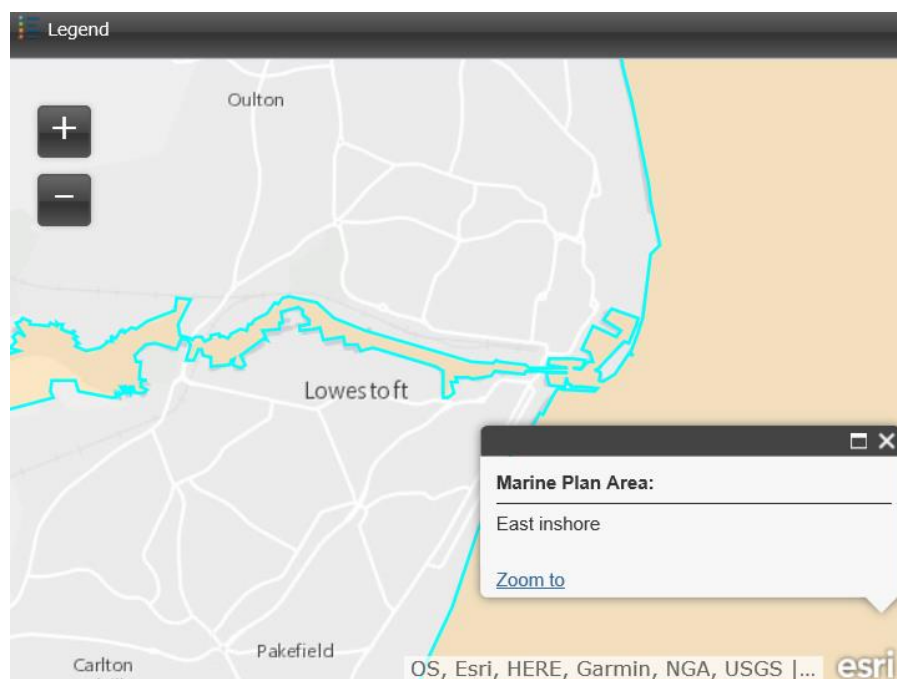 Legend
Oulton
+
−
Lowestoft
Marine Plan Area:
East inshore
Zoom to
Pakefield
Carlton
OS, Esri, HERE, Garmin, NGA, USGS |...
esri